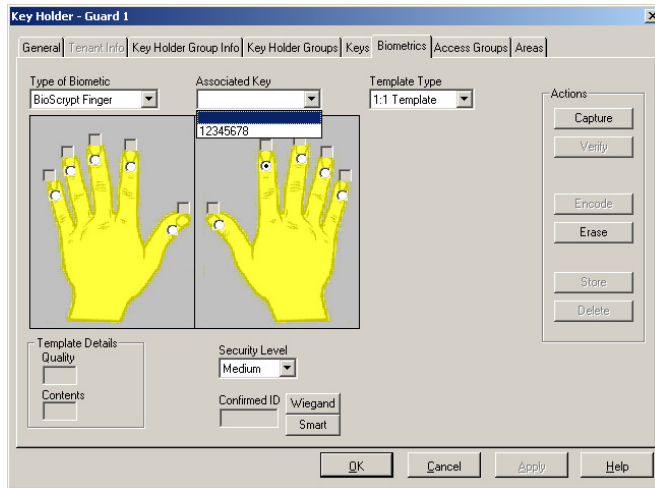 Key Holder - Guard 1
General Tenant Info Key Holder Group Info Key Holder Groups Keys Biometrics Access Groups Areas
Type of Biometic
BioScrypt Finger
Associated Key
12345678
Template Type
1:1 Template
Actions
Capture
Verify
Encode
Erase
Store
Delete
Template Details
Quality
Contents
Security Level
Medium
Confirmed ID
Wiegand
Smart
OK Cancel Apply Help